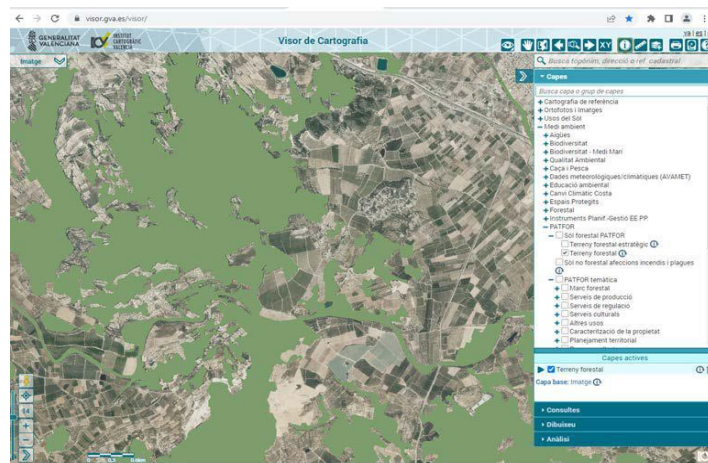 visor.gva.es/visor/
GENERALITAT
VALENCIANA
INSTITUT
CARTOGRÀFIC
VALENCIÀ
Visor de Cartografia
va | es |
XY
Imatge
Busca topònim, direcció o ref. cadastral
Capes
Busca capa o grup de capes
Cartografia de referència
Ortofotos i Imatges
Usos del Sòl
Medi ambient
Aigües
Biodiversitat
Biodiversitat - Medi Marí
Qualitat Ambiental
Caça i Pesca
Dades meteorològiques/climàtiques (AVAMET)
Educació ambiental
Canvi Climàtic Costa
Espais Protegits
Forestal
Instruments Planif.-Gestió EE.PP.
PATFOR
Sòl forestal PATFOR
Terreny forestal estratègic
Terreny forestal
Sòl no forestal afeccions incendis i plagues
PATFOR temàtica
Marc forestal
Serveis de producció
Serveis de regulació
Serveis culturals
Altres usos
Caracterització de la propietat
Planejament territorial
Capes actives
Terreny forestal
Capa base: Imatge
Consultes
Dibuixeu
Anàlisi
14